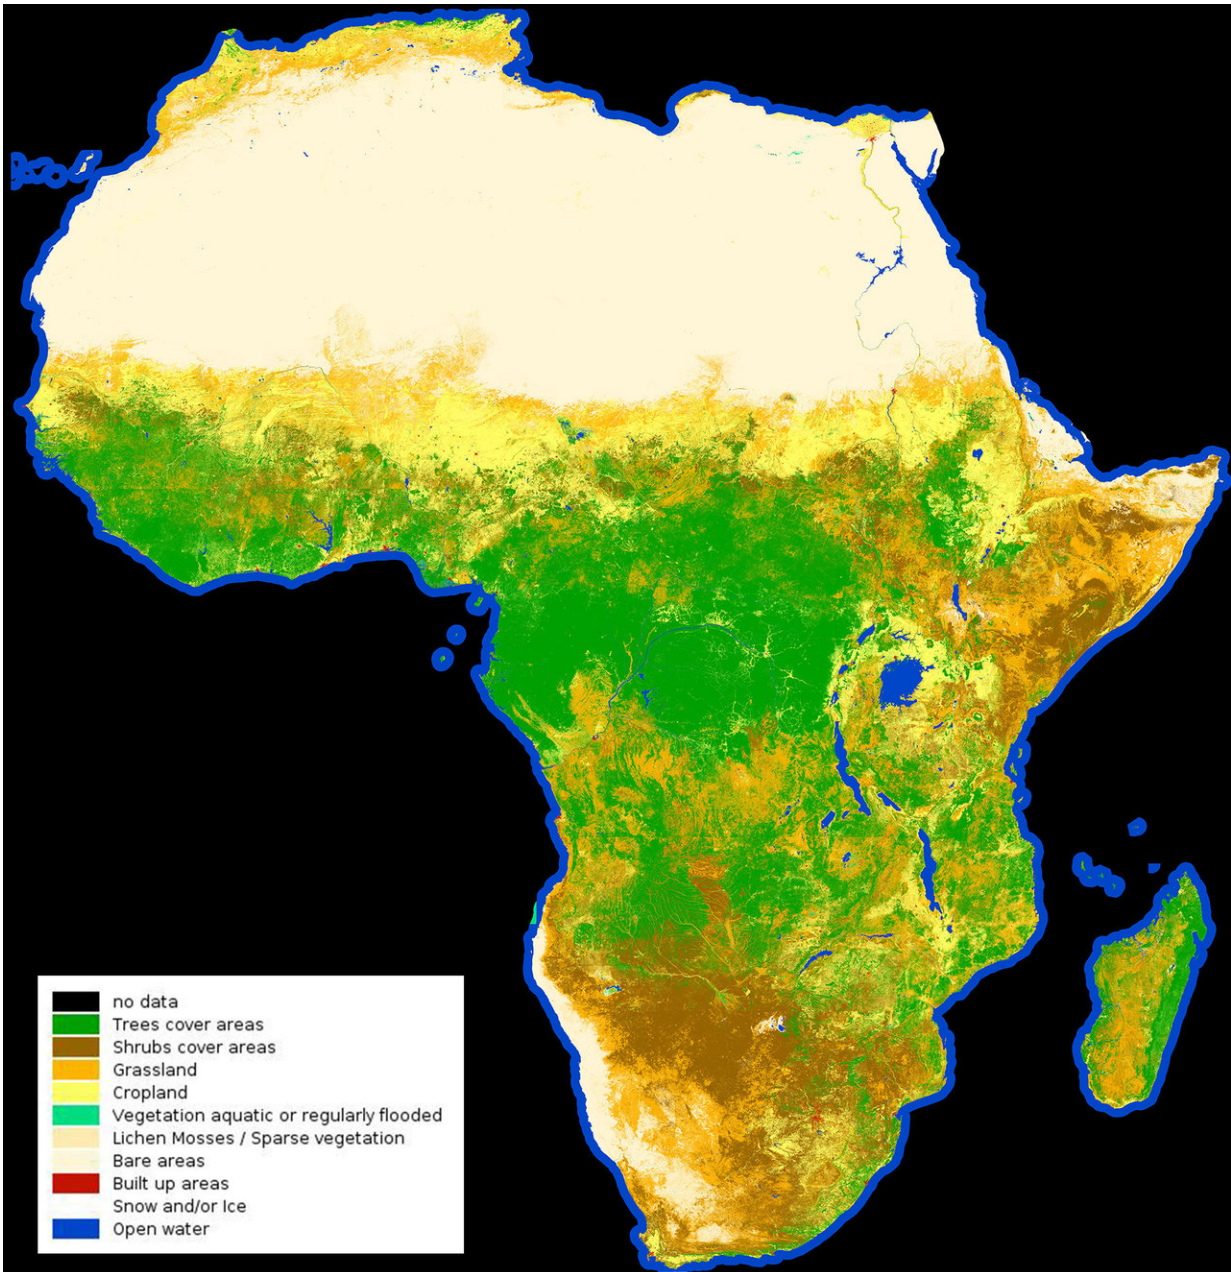 no data
Trees cover areas
Shrubs cover areas
Grassland
Cropland
Vegetation aquatic or regularly flooded
Lichen Mosses / Sparse vegetation
Bare areas
Built up areas
Snow and/or Ice
Open water